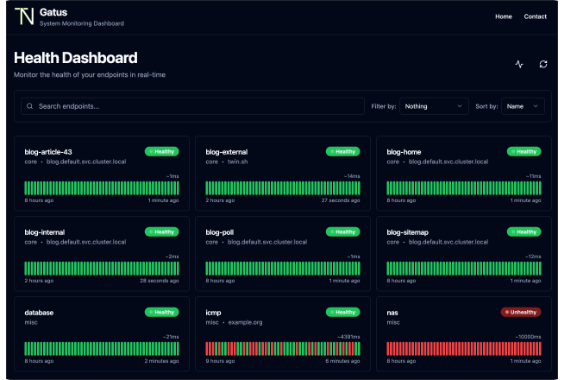 TN Gatus
System Monitoring Dashboard
Home Contact
Health Dashboard
Monitor the health of your endpoints in real-time
Search endpoints...
Filter by: Nothing
Sort by: Name
blog-article-43 Healthy
core • blog.default.svc.cluster.local
~1ms
8 hours ago 1 minute ago
blog-external Healthy
core • twin.sh
~14ms
2 hours ago 27 seconds ago
blog-home Healthy
core • blog.default.svc.cluster.local
~11ms
8 hours ago 1 minute ago
blog-internal Healthy
core • blog.default.svc.cluster.local
~2ms
2 hours ago 28 seconds ago
blog-poll Healthy
core • blog.default.svc.cluster.local
~1ms
8 hours ago 1 minute ago
blog-sitemap Healthy
core • blog.default.svc.cluster.local
~12ms
8 hours ago 1 minute ago
database Healthy
misc
~21ms
8 hours ago 2 minutes ago
icmp Healthy
misc • example.org
~4381ms
9 hours ago 6 minutes ago
nas Unhealthy
misc
8 hours ago 1 minute ago